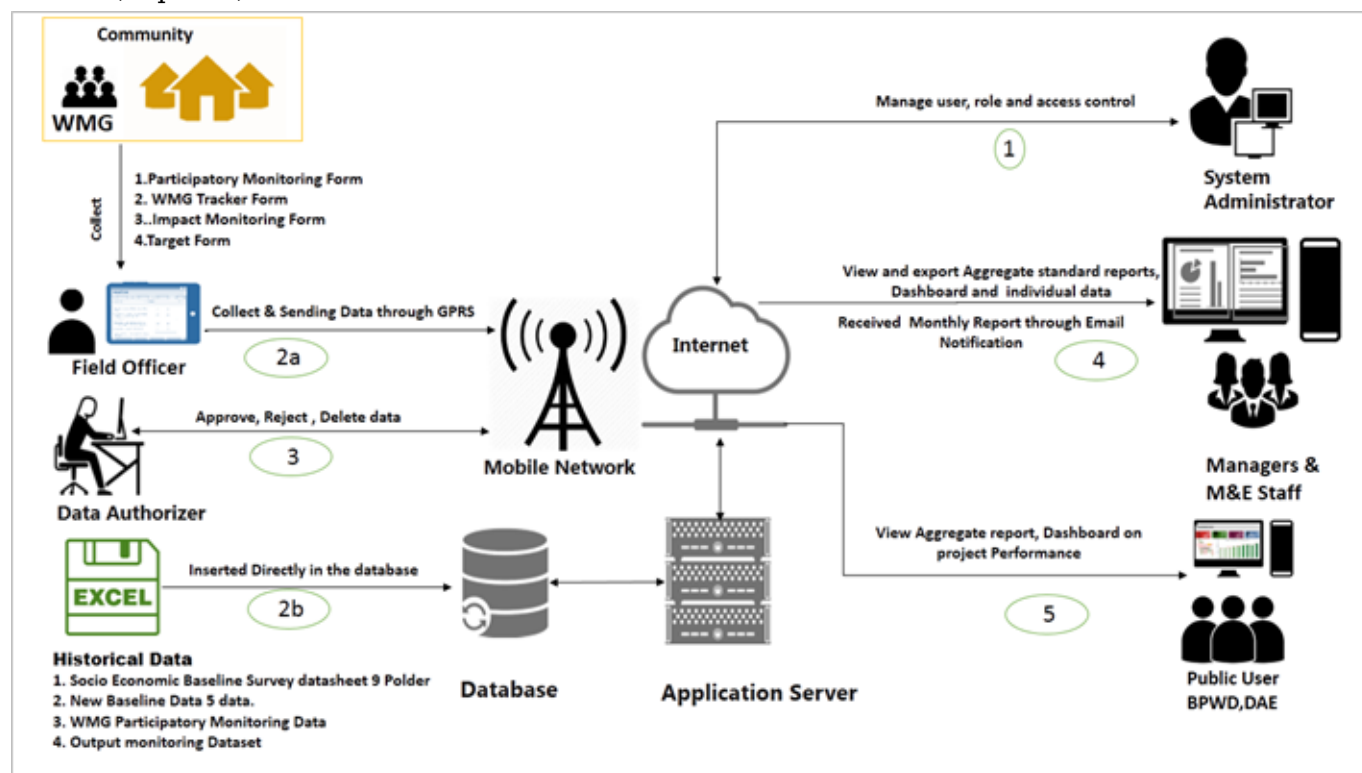 Community
WMG
Collect
1.Participatory Monitoring Form
2. WMG Tracker Form
3..Impact Monitoring Form
4.Target Form
Field Officer
Collect & Sending Data through GPRS
2a
Data Authorizer
Approve, Reject , Delete data
3
Mobile Network
EXCEL
Inserted Directly in the database
2b
Historical Data
1. Socio Economic Baseline Survey datasheet 9 Polder
2. New Baseline Data 5 data.
3. WMG Participatory Monitoring Data
4. Output monitoring Dataset
Database
Application Server
Internet
Manage user, role and access control
1
System
Administrator
View and export Aggregate standard reports,
Dashboard and individual data
Received Monthly Report through Email
Notification
4
Managers &
M&E Staff
View Aggregate report, Dashboard on
project Performance
5
Public User
BPWD,DAE